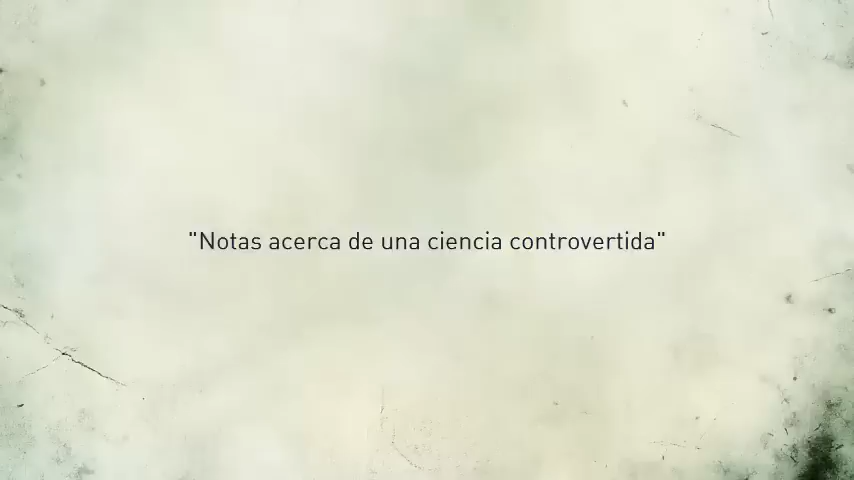 "Notas acerca de una ciencia controvertida"